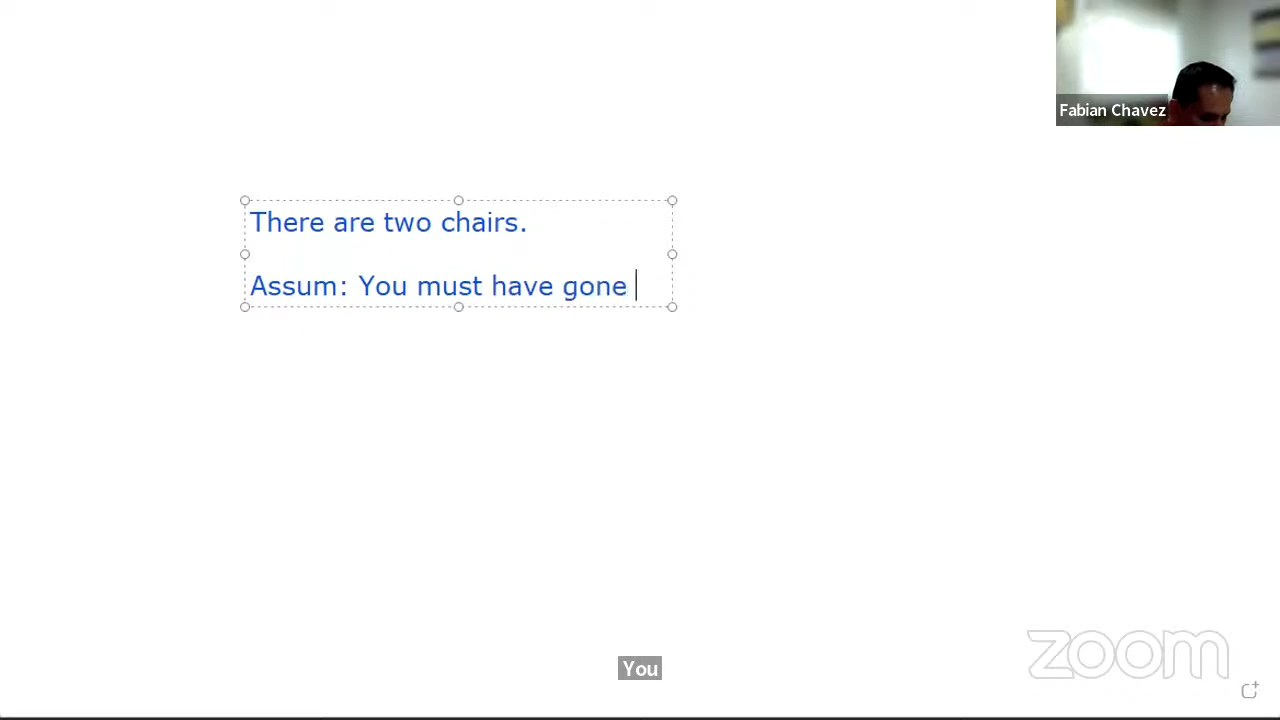 Fabian Chavez
There are two chairs.
Assum: You must have gone
zoom
You